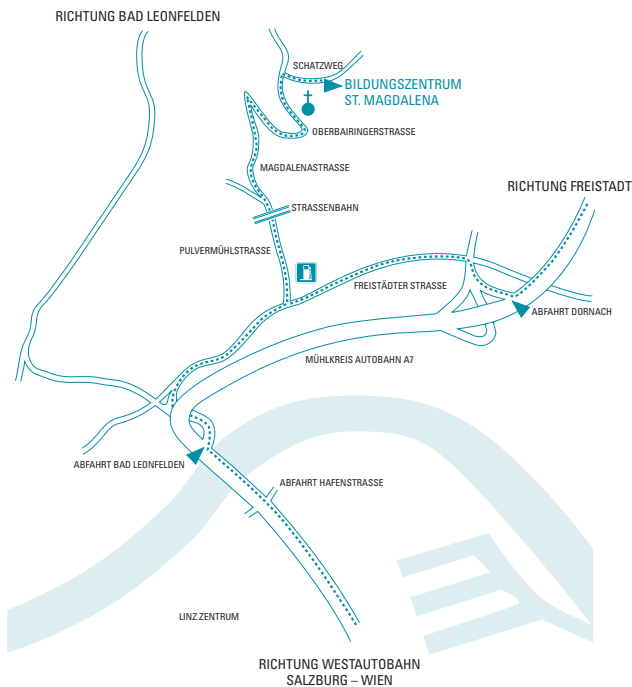 RICHTUNG BAD LEONFELDEN
SCHATZWEG
BILDUNGSZENTRUM
ST. MAGDALENA
OBERBAIRINGERSTRASSE
MAGDALENASTRASSE
RICHTUNG FREISTADT
STRASSENBAHN
PULVERMÜHLSTRASSE
FREISTÄDTER STRASSE
ABFAHRT DORNACH
MÜHLKREIS AUTOBAHN A7
ABFAHRT BAD LEONFELDEN
ABFAHRT HAFENSTRASSE
LINZ ZENTRUM
RICHTUNG WESTAUTOBAHN
SALZBURG – WIEN